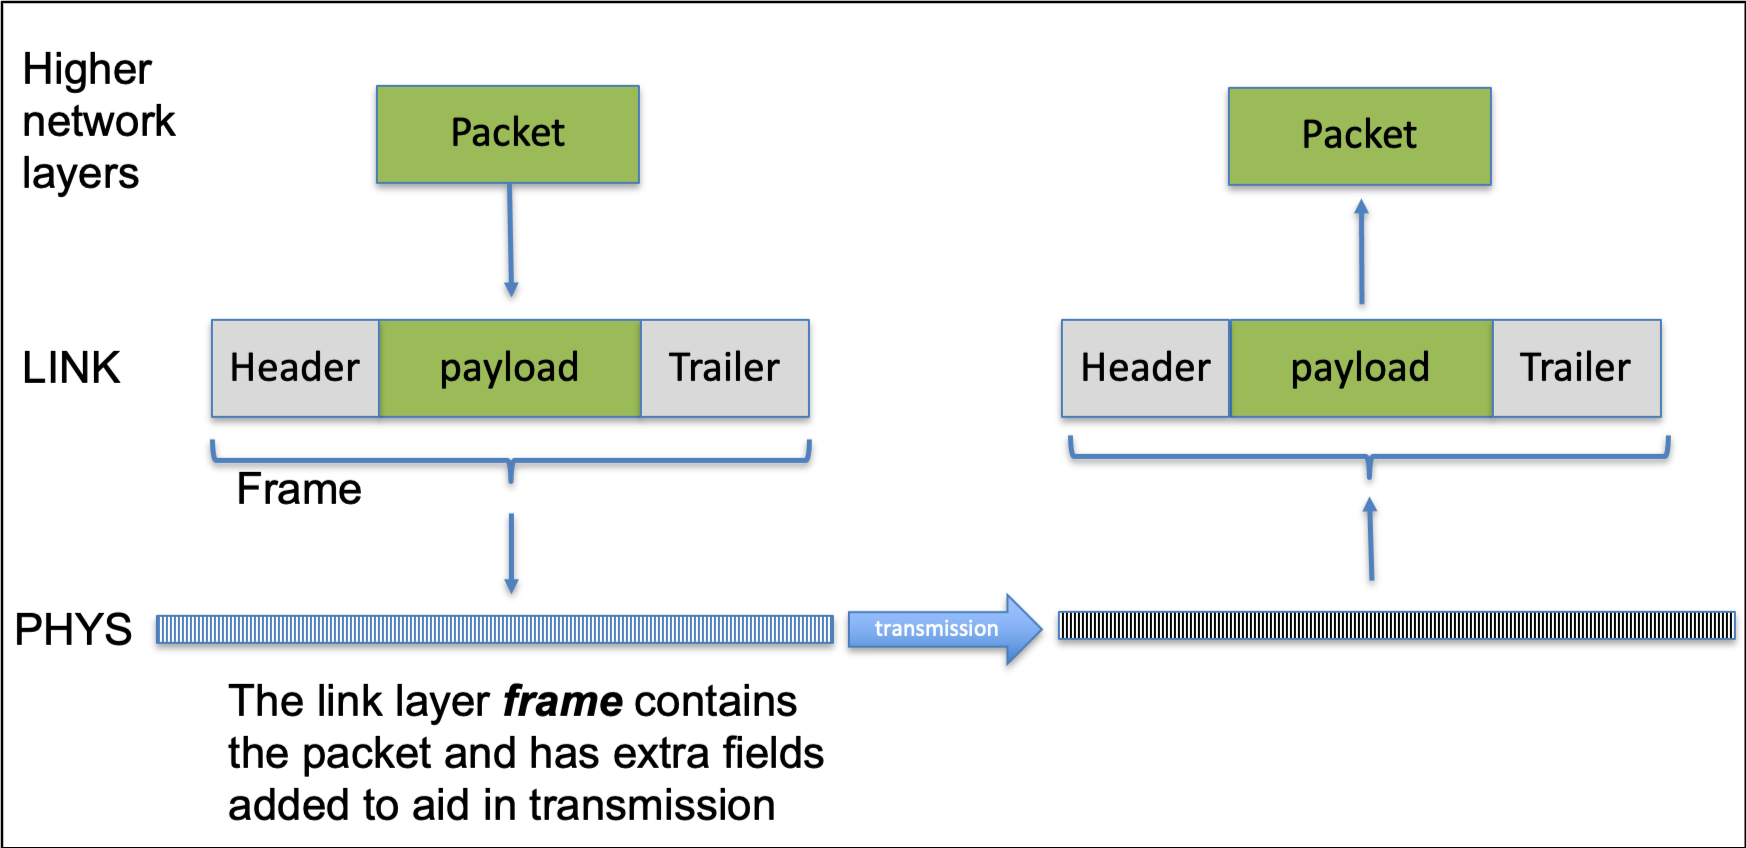 Higher
network
layers
Packet
Packet
LINK
Header
payload
Trailer
Header
payload
Trailer
Frame
PHYS
transmission
The link layer frame contains
the packet and has extra fields
added to aid in transmission